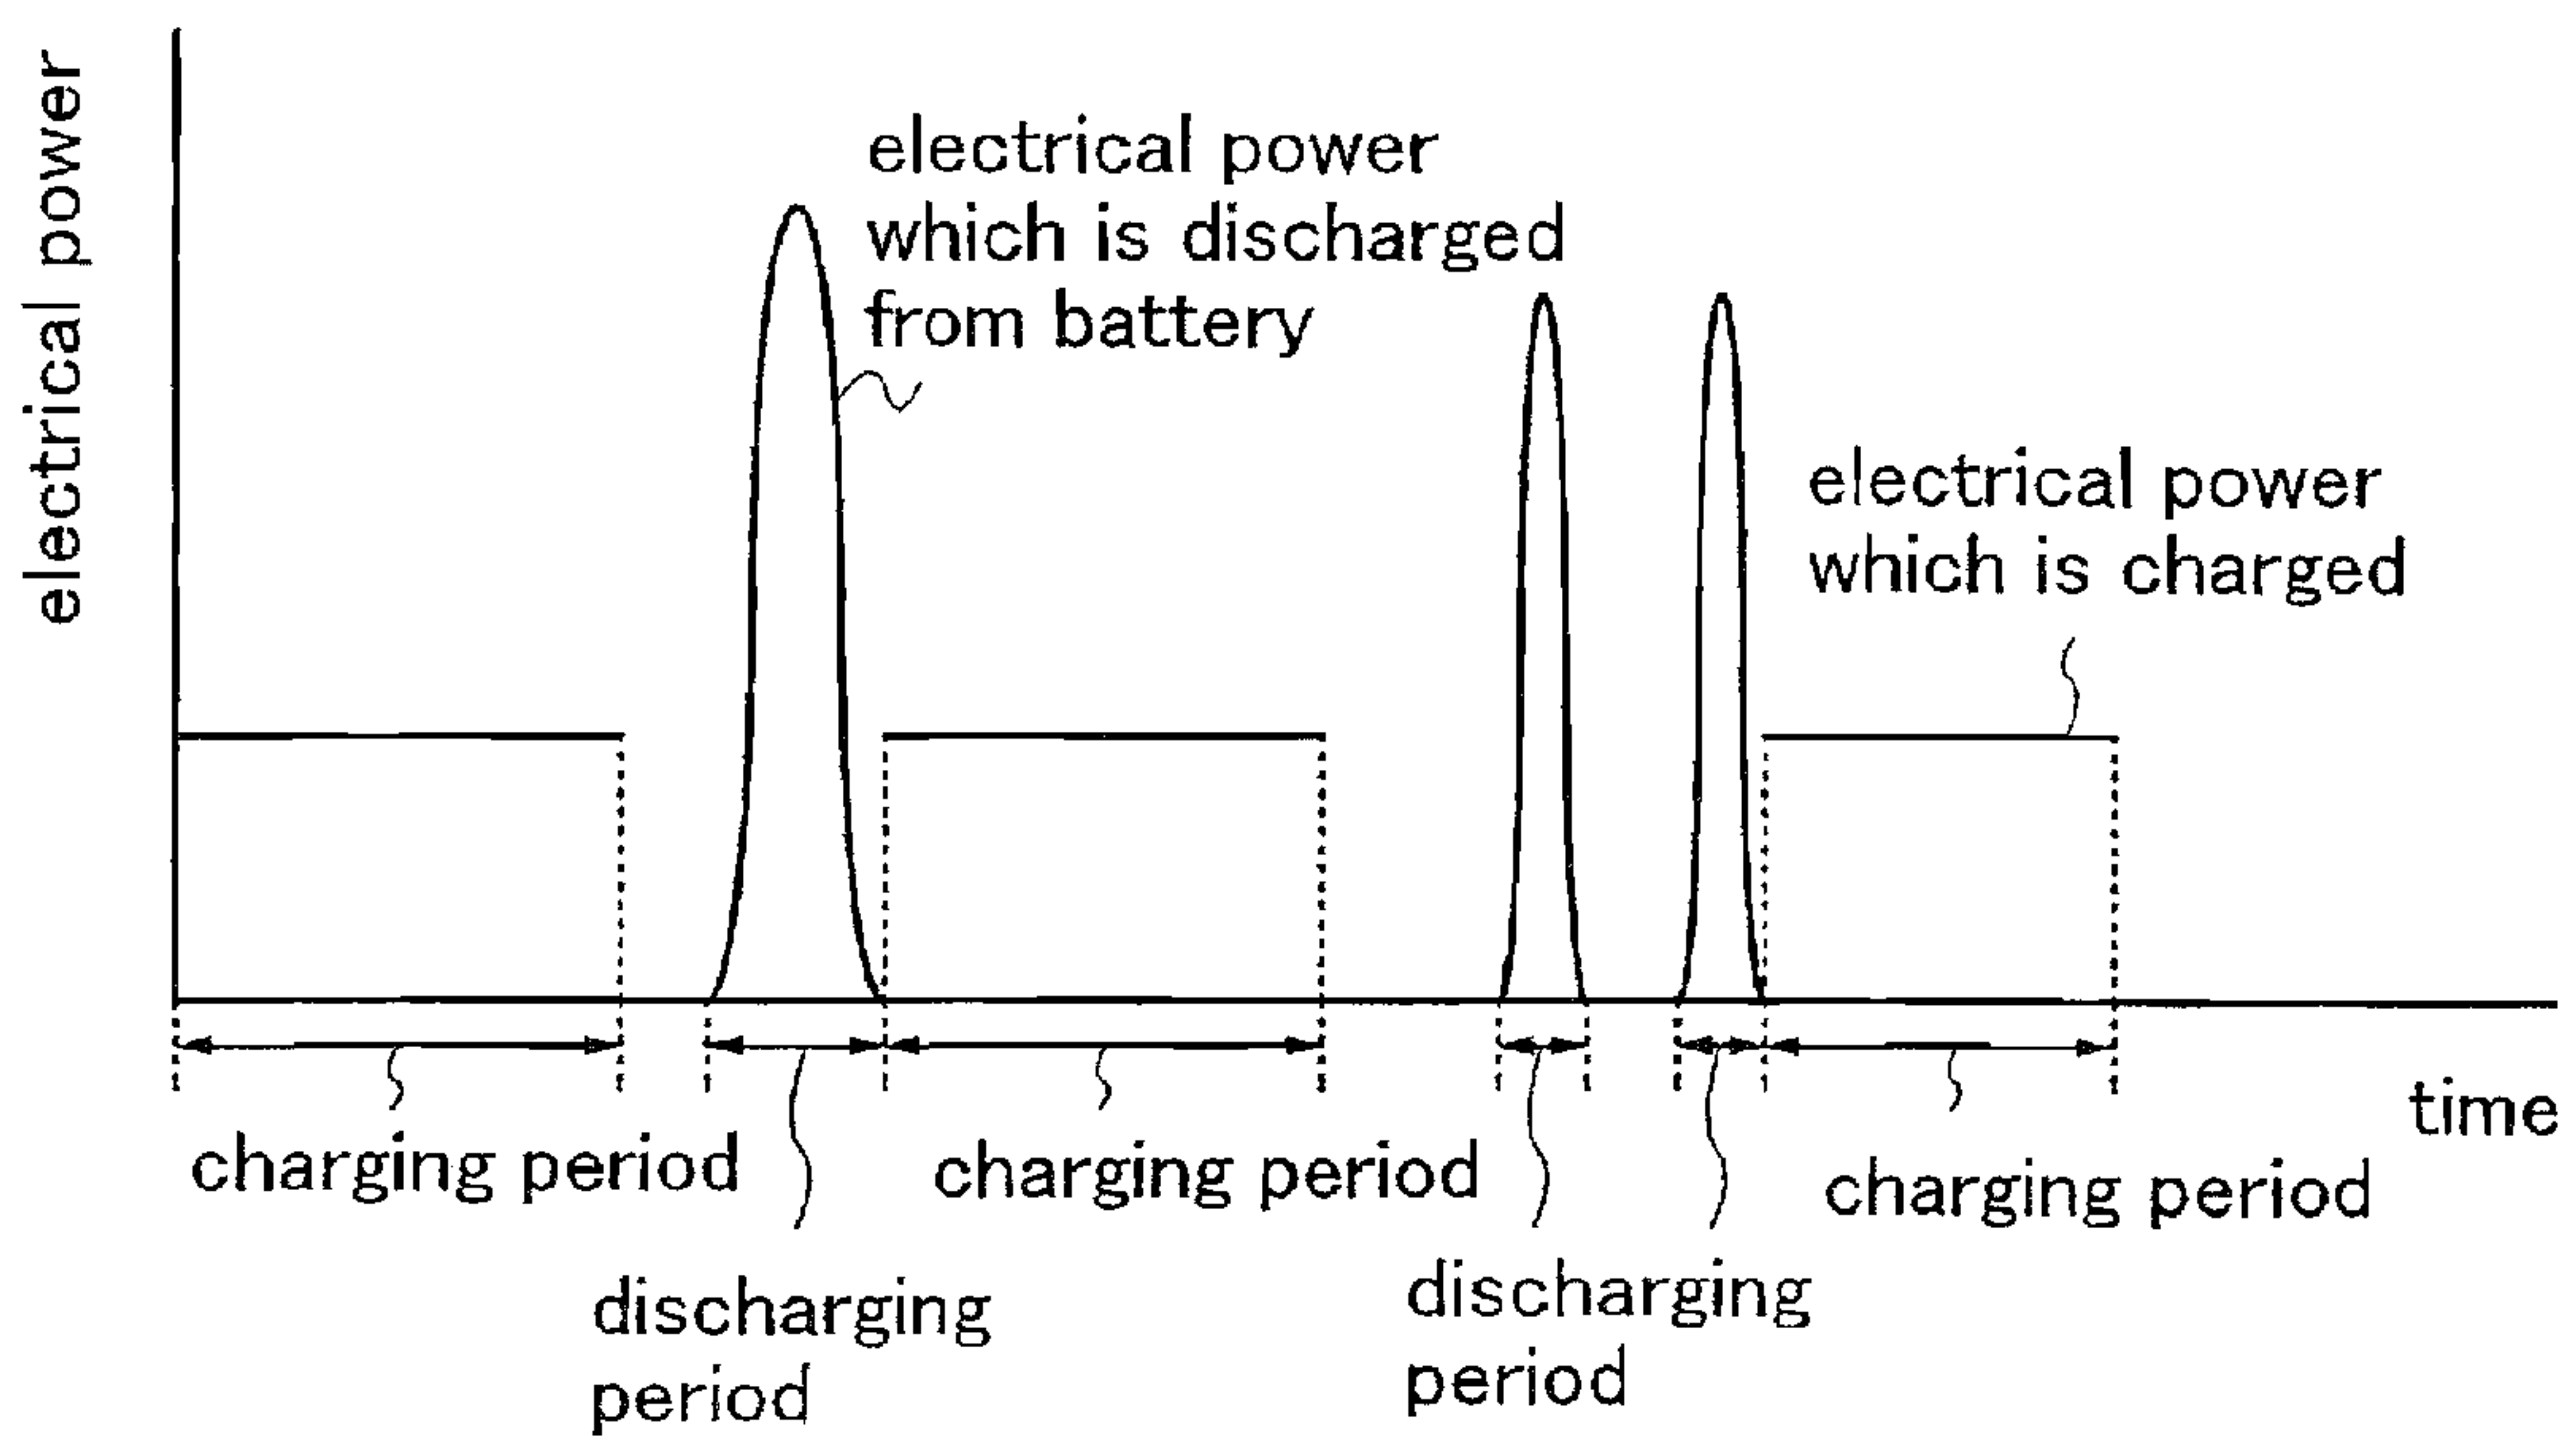 electrical power
electrical power
which is discharged
from battery
electrical power
which is charged
time
charging period
charging period
charging period
discharging
period
discharging
period